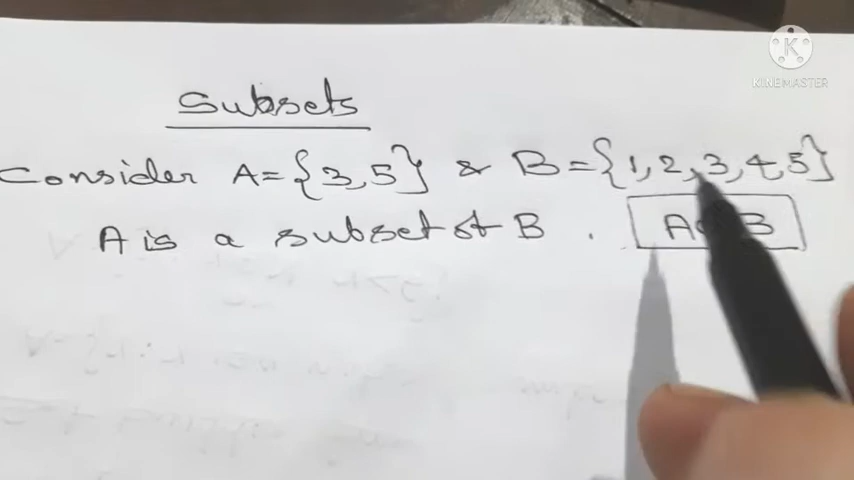 K
KINEMASTER
Subsets
Consider A={3,5} & B={1,2,3,4,5}
A is a subset of B . A B